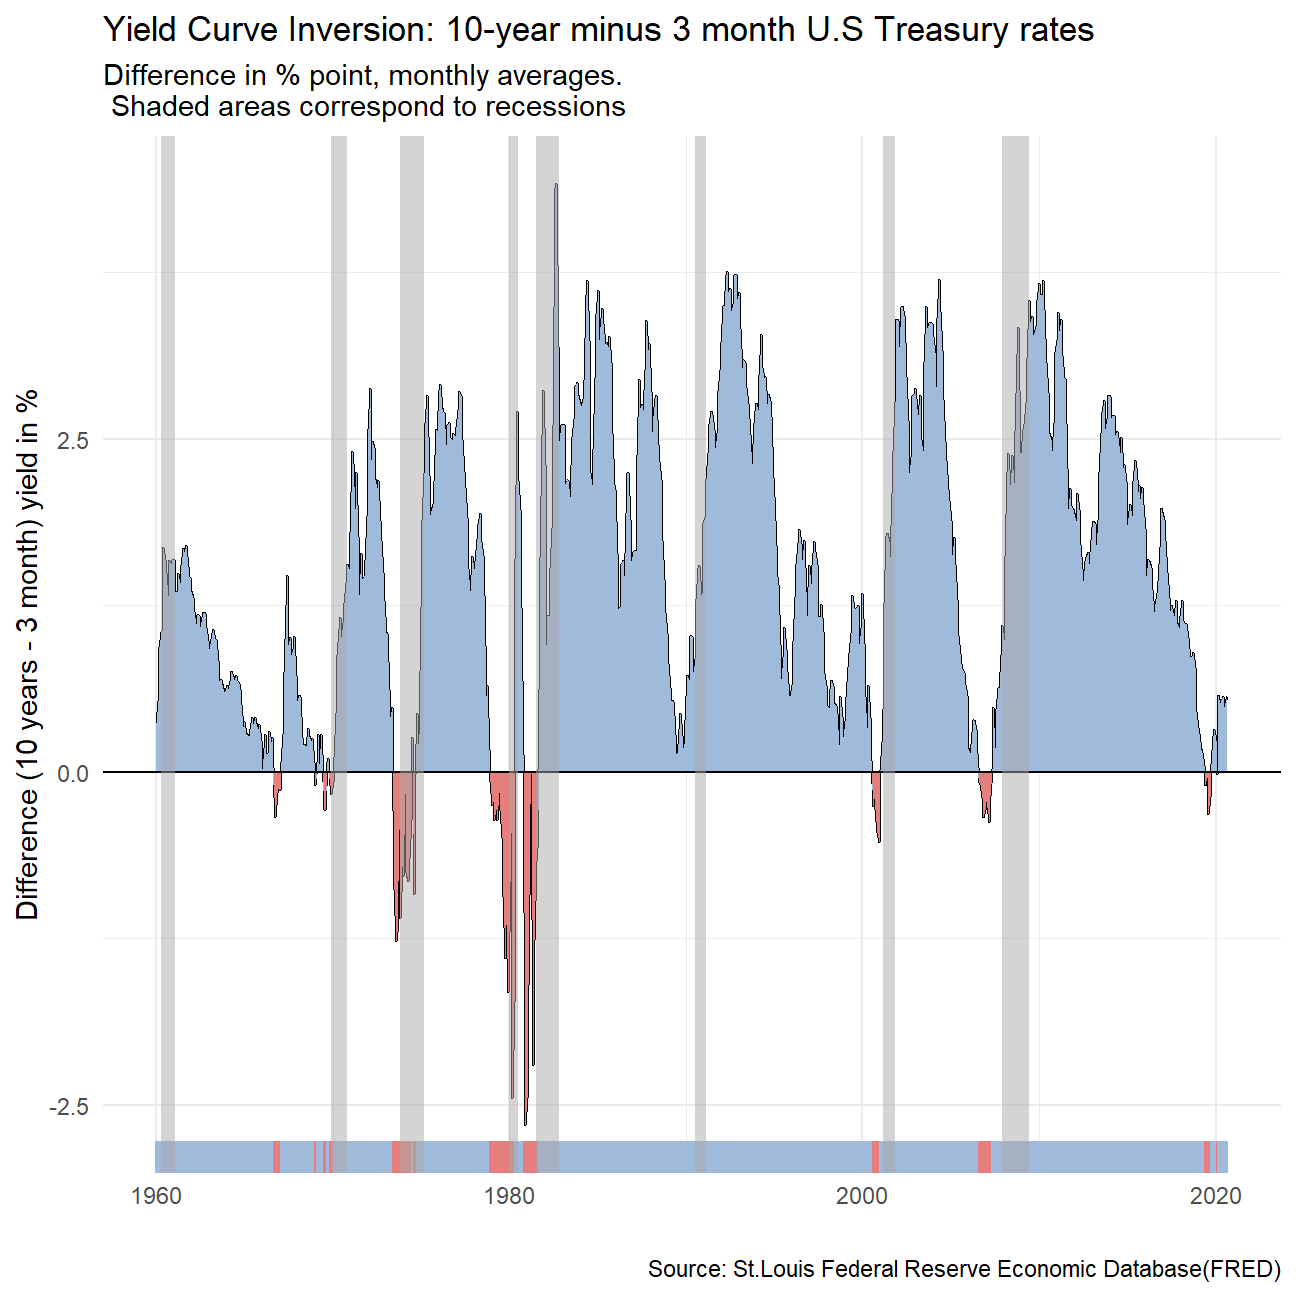 Yield Curve Inversion: 10-year minus 3 month U.S Treasury rates
Difference in % point, monthly averages.
Shaded areas correspond to recessions
Difference (10 years - 3 month) yield in %
2.5
0.0
-2.5
1960
1980
2000
2020
Source: St.Louis Federal Reserve Economic Database(FRED)